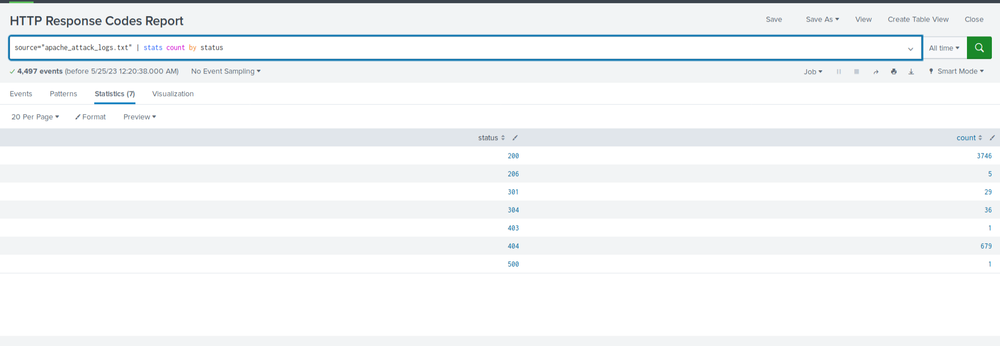 HTTP Response Codes Report
Save Save As View Create Table View Close
source="apache_attack_logs.txt" | stats count by status
All time
4,497 events (before 5/25/23 12:20:38.000 AM) No Event Sampling
Job Smart Mode
Events Patterns Statistics (7) Visualization
20 Per Page Format Preview
status count
200 3746
206 5
301 29
304 36
403 1
404 679
500 1